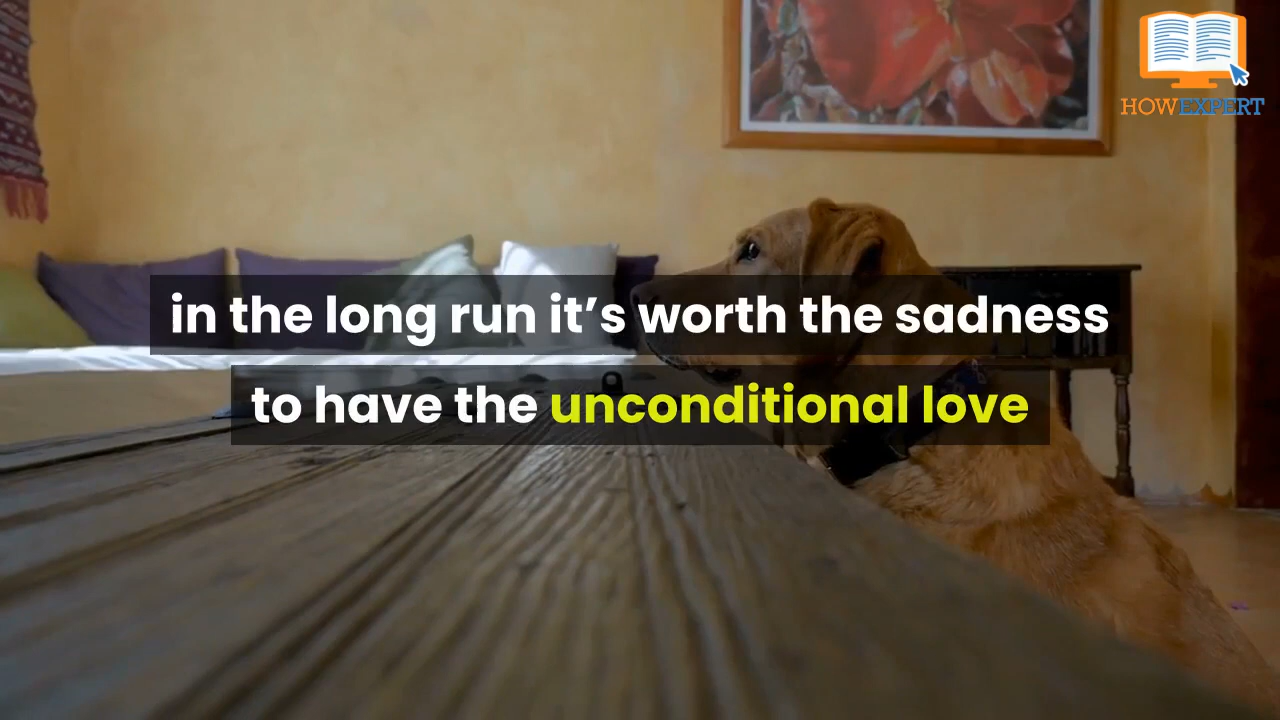 HOWEXPERT
in the long run it’s worth the sadness
to have the unconditional love